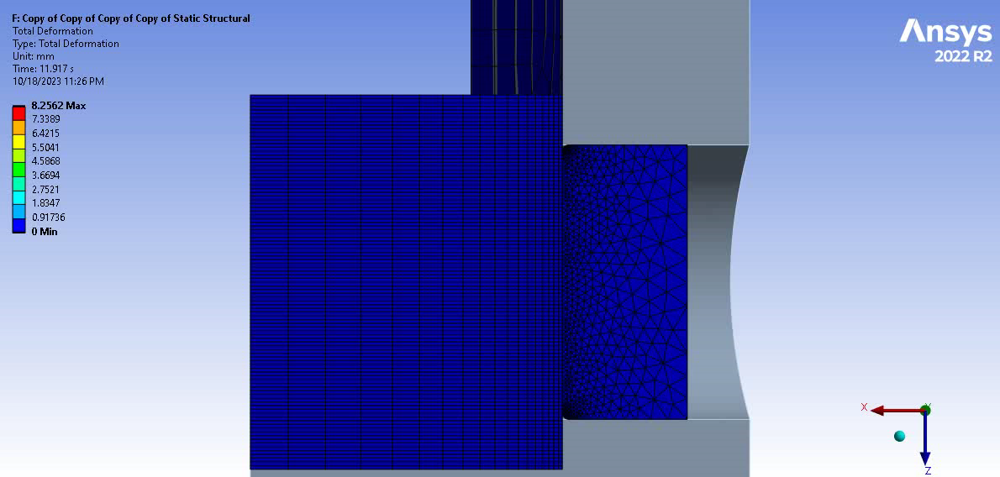 F: Copy of Copy of Copy of Copy of Static Structural
Total Deformation
Type: Total Deformation
Unit: mm
Time: 11.917 s
10/18/2023 11:26 PM
8.2562 Max
7.3389
6.4215
5.5041
4.5868
3.6694
2.7521
1.8347
0.91736
0 Min
Ansys
2022 R2
X
Y
Z